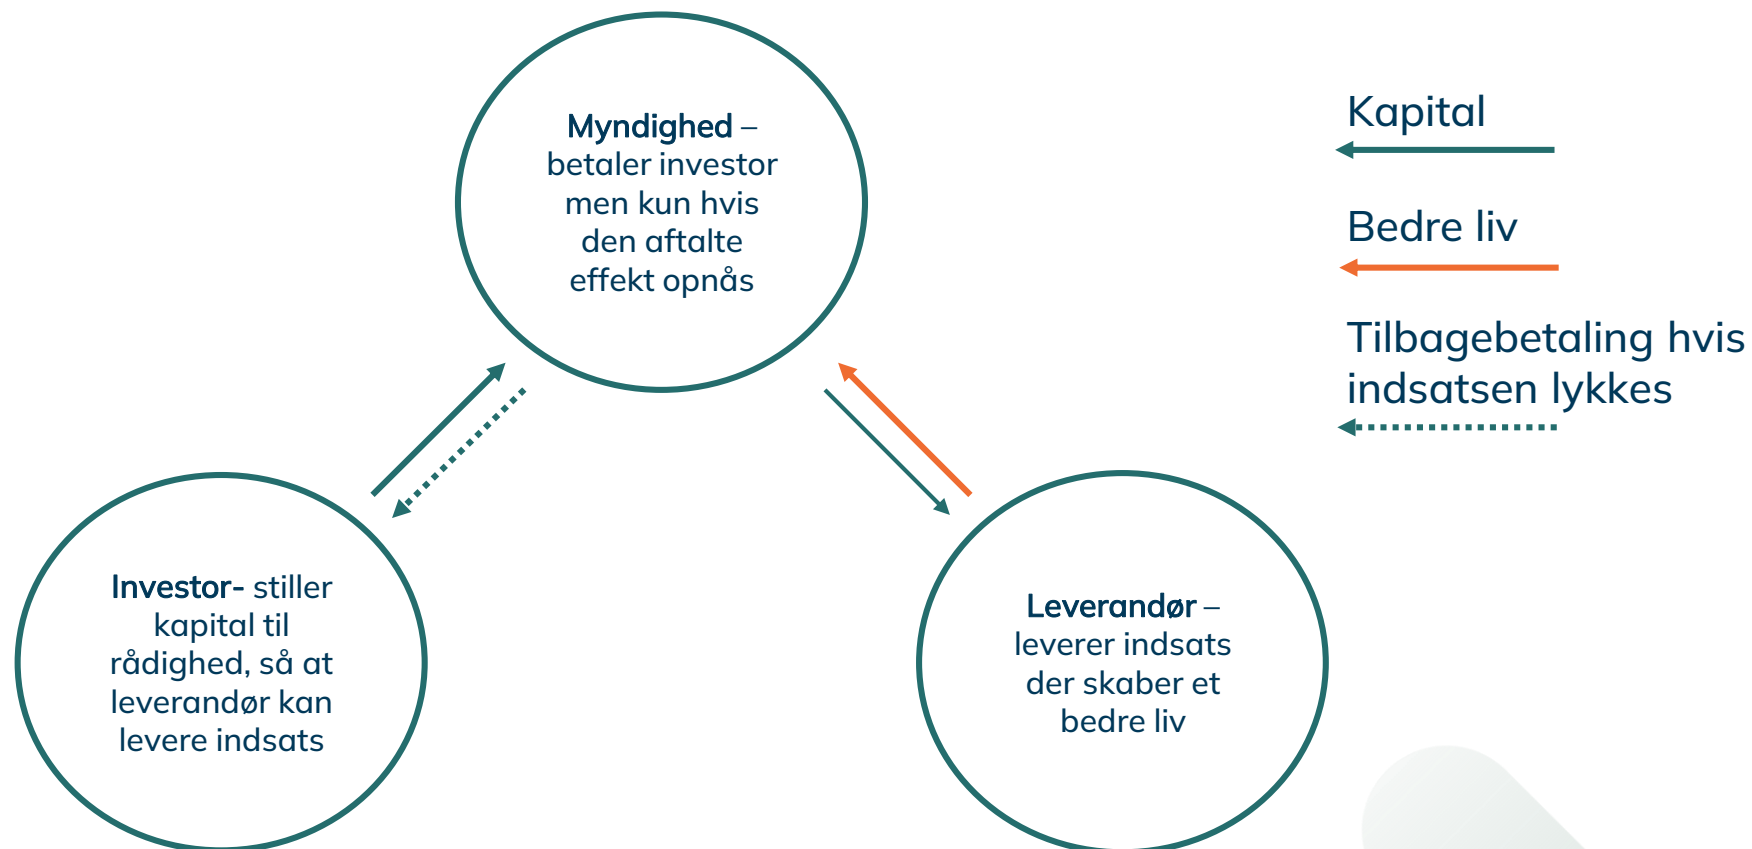 Myndighed –
betaler investor
men kun hvis
den aftalte
effekt opnås
Kapital
Bedre liv
Tilbagebetaling hvis
indsatsen lykkes
Investor- stiller
kapital til
rådighed, så at
leverandør kan
levere indsats
Leverandør –
leverer indsats
der skaber et
bedre liv